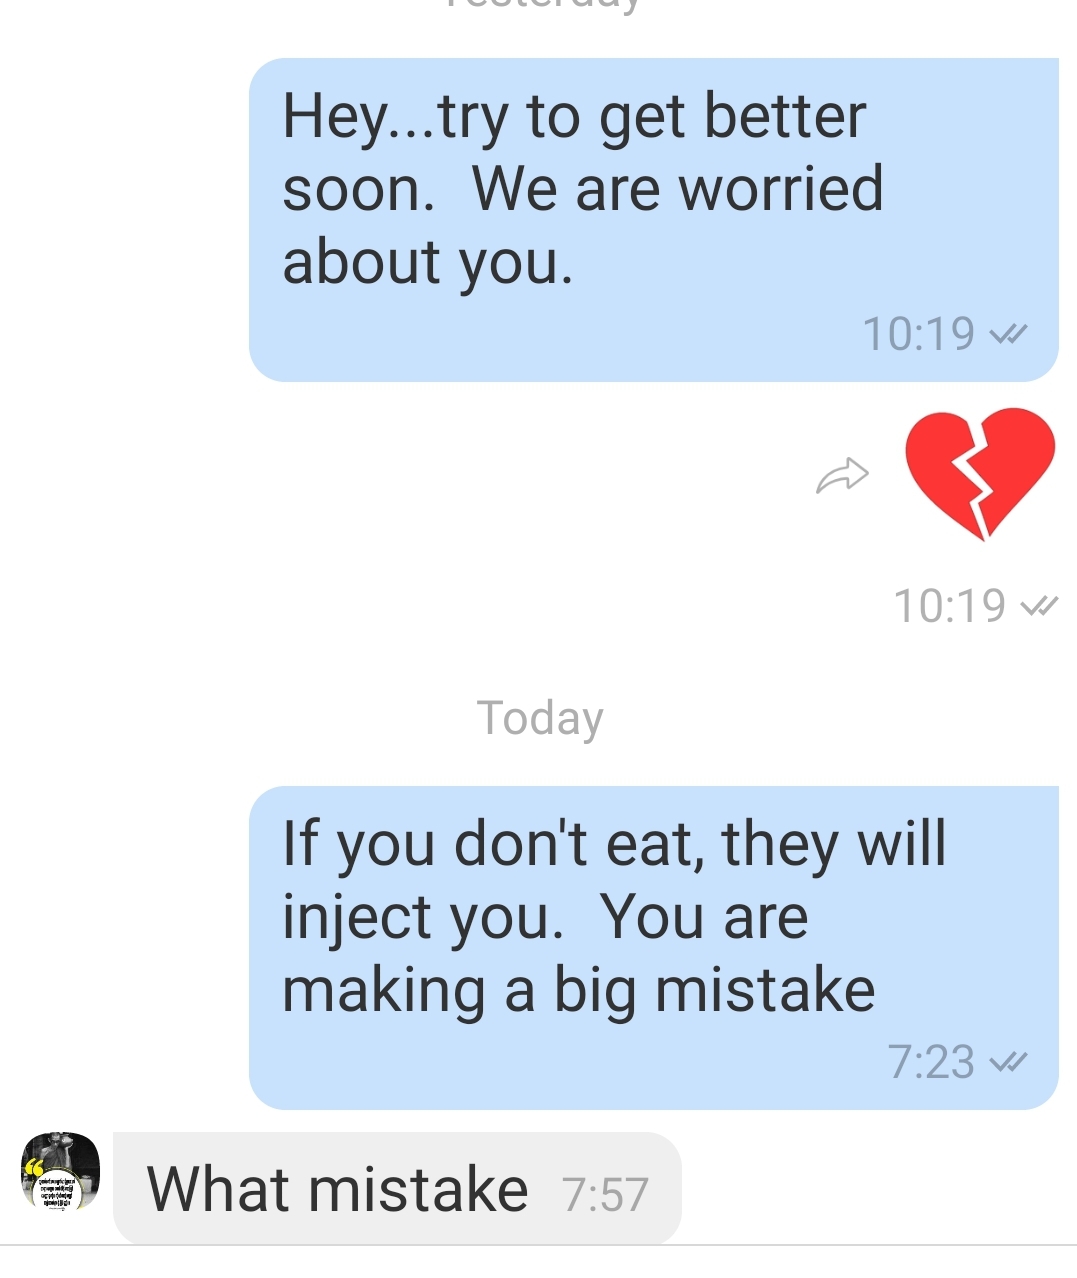 Yesterday
Hey...try to get better
soon.  We are worried
about you.
10:19
10:19
Today
If you don't eat, they will
inject you.  You are
making a big mistake
7:23
What mistake 7:57